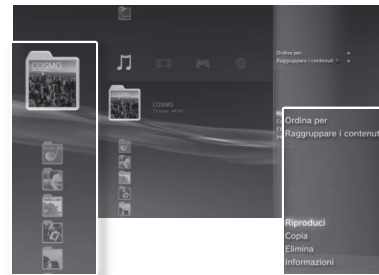 COSMO
COSMO
Ordina per
Raggruppare i contenuti
Ordina per
Raggruppare i contenut
Riproduci
Copia
Elimina
Informazioni